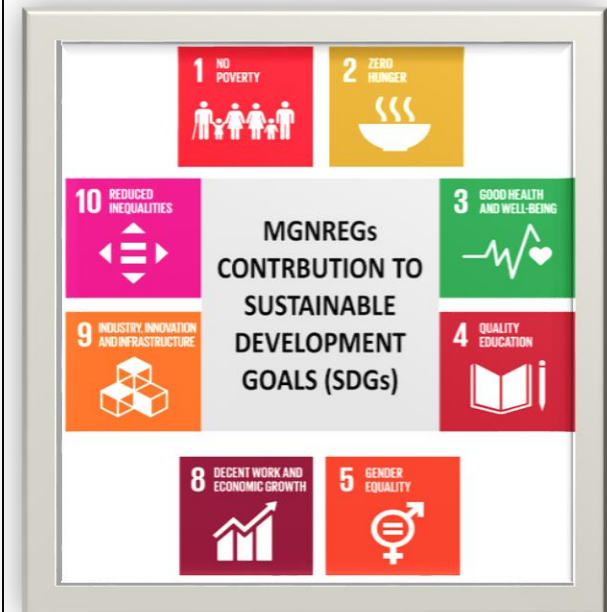 1 NO
POVERTY
2 ZERO
HUNGER
10 REDUCED
INEQUALITIES
MGNREGs
CONTRBUTION TO
SUSTAINABLE
DEVELOPMENT
GOALS (SDGs)
3 GOOD HEALTH
AND WELL-BEING
9 INDUSTRY, INNOVATION
AND INFRASTRUCTURE
4 QUALITY
EDUCATION
8 DECENT WORK AND
ECONOMIC GROWTH
5 GENDER
EQUALITY